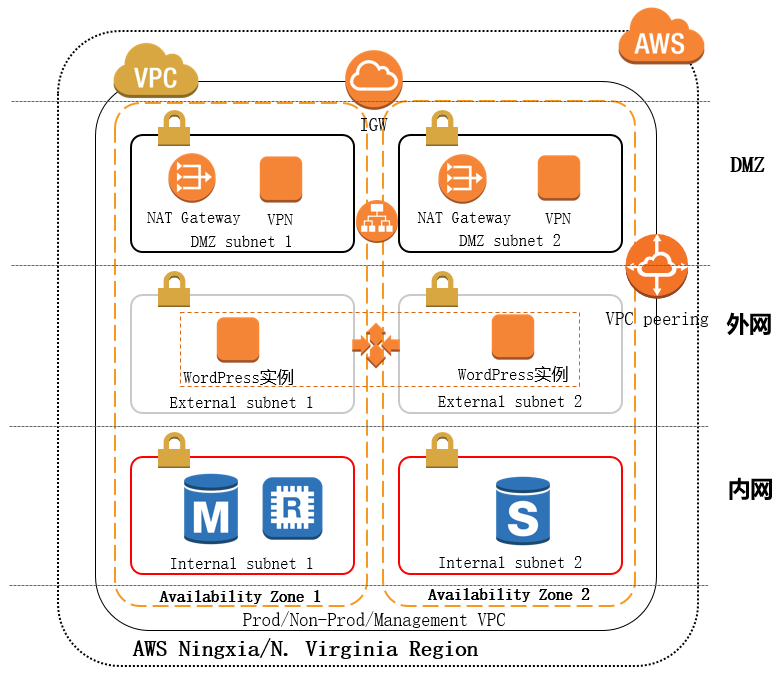 AWS
VPC
IGW
DMZ
NAT Gateway
VPN
DMZ subnet 1
NAT Gateway
VPN
DMZ subnet 2
VPC peering
外网
WordPress实例
External subnet 1
WordPress实例
External subnet 2
内网
M
R
Internal subnet 1
S
Internal subnet 2
Availability Zone 1
Availability Zone 2
Prod/Non-Prod/Management VPC
AWS Ningxia/N. Virginia Region